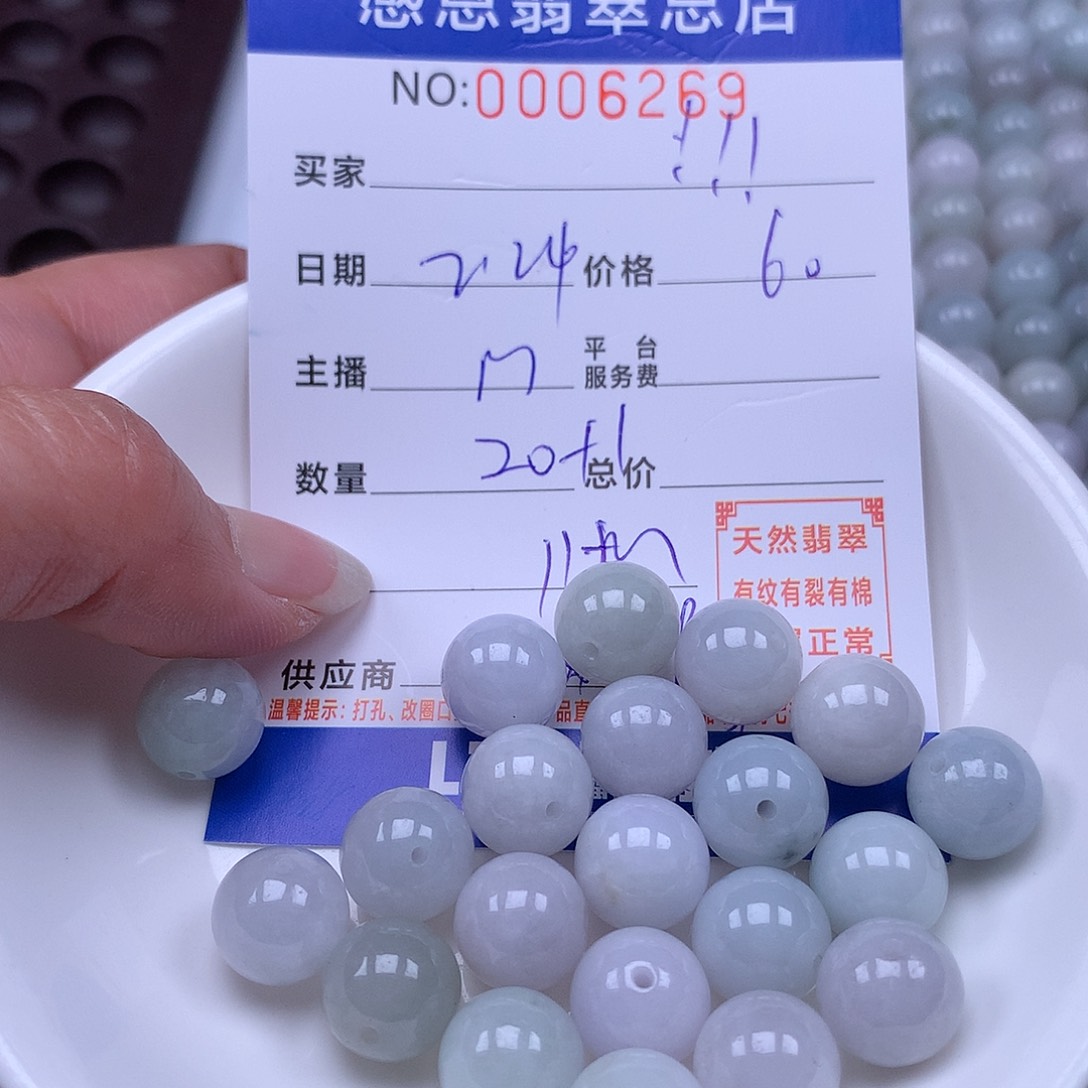 感恩翡翠总店
NO:0006269
买家 !!!
日期 2.24 价格 60
主播 M 平台服务费
数量 20+1 总价
天然翡翠
有纹有裂有棉
正常
供应商
温馨提示：打孔、改圈口